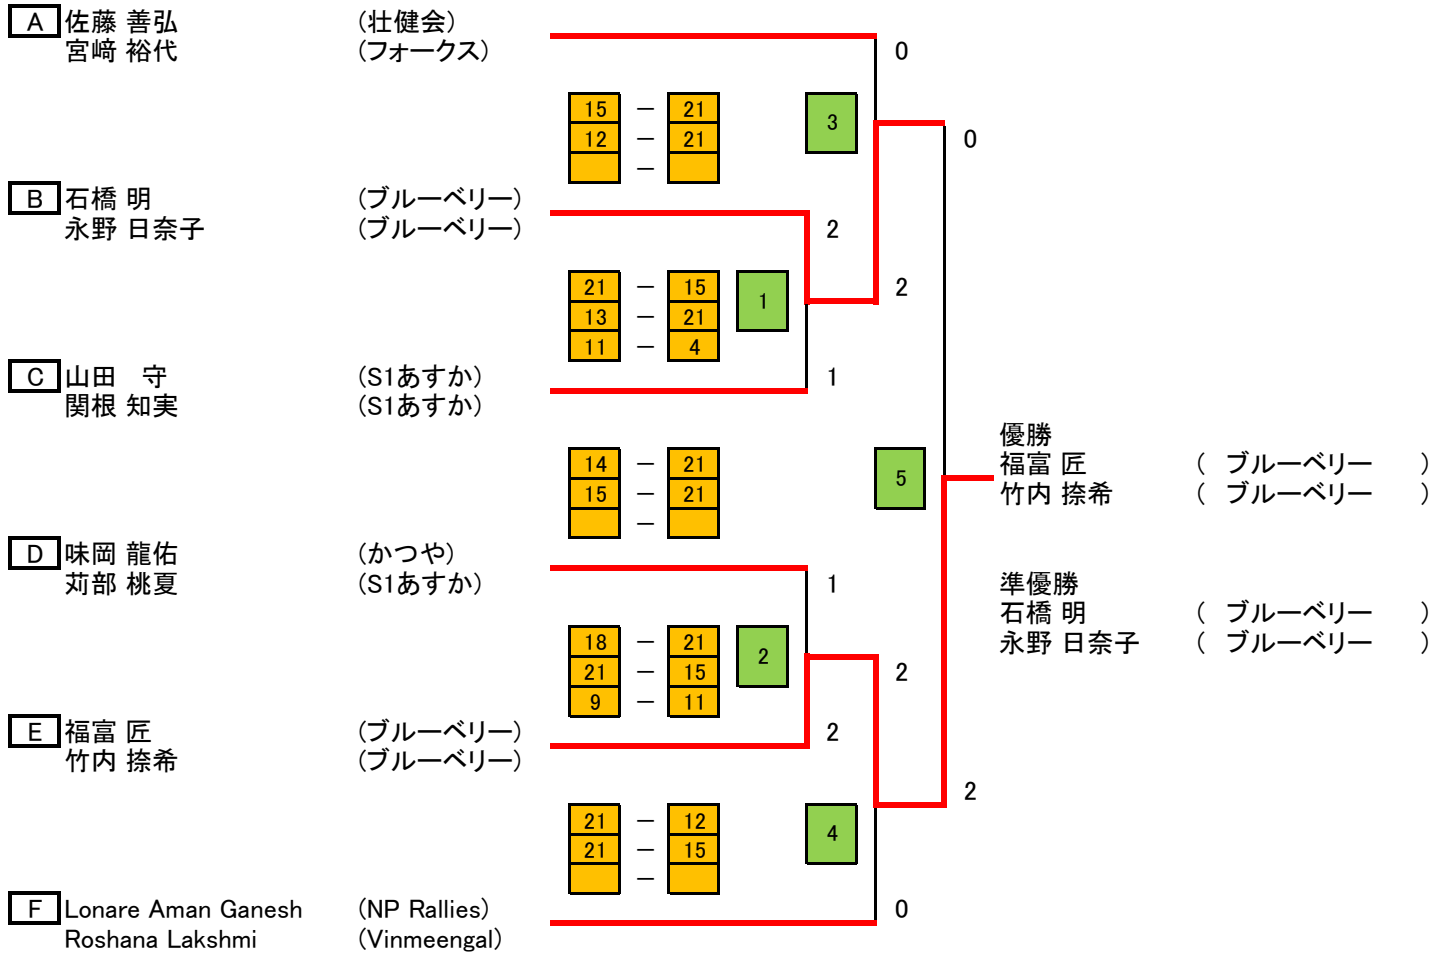 A 佐藤 善弘 (壮健会)
宮﨑 裕代 (フォークス)
0
15 － 21
3
12 － 21
0
－
B 石橋 明 (ブルーベリー)
永野 日奈子 (ブルーベリー)
2
21 － 15
1
2
13 － 21
11 － 4
C 山田　守 (S1あすか)
1
関根 知実 (S1あすか)
優勝
14 － 21
5
福富 匠 ( ブルーベリー )
15 － 21
竹内 捺希 ( ブルーベリー )
－
D 味岡 龍佑 (かつや)
苅部 桃夏 (S1あすか)
1
準優勝
石橋 明 ( ブルーベリー )
18 － 21
2
永野 日奈子 ( ブルーベリー )
21 － 15
2
9 － 11
E 福富 匠 (ブルーベリー)
2
竹内 捺希 (ブルーベリー)
2
21 － 12
4
21 － 15
－
F Lonare Aman Ganesh (NP Rallies)
0
Roshana Lakshmi (Vinmeengal)